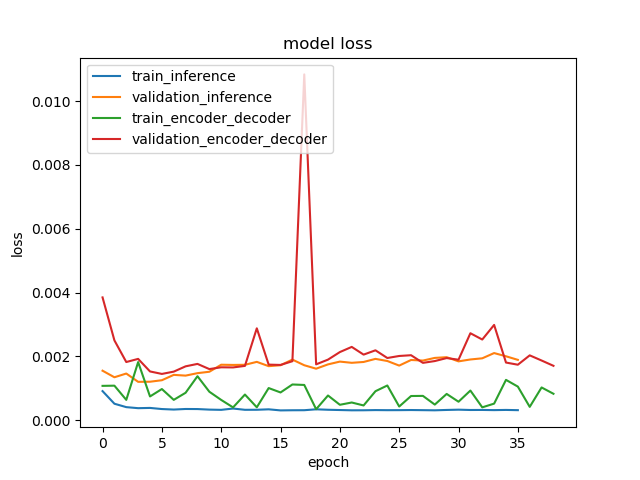 model loss
train_inference
validation_inference
train_encoder_decoder
validation_encoder_decoder
0.010
0.008
0.006
0.004
0.002
0.000
loss
0 5 10 15 20 25 30 35
epoch